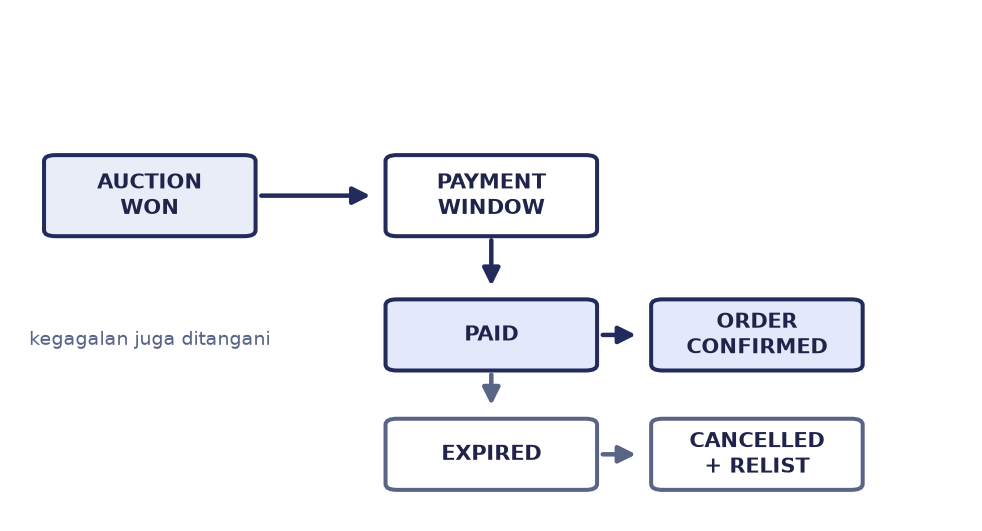 AUCTION
WON
PAYMENT
WINDOW
kegagalan juga ditangani
PAID
ORDER
CONFIRMED
EXPIRED
CANCELLED
+ RELIST